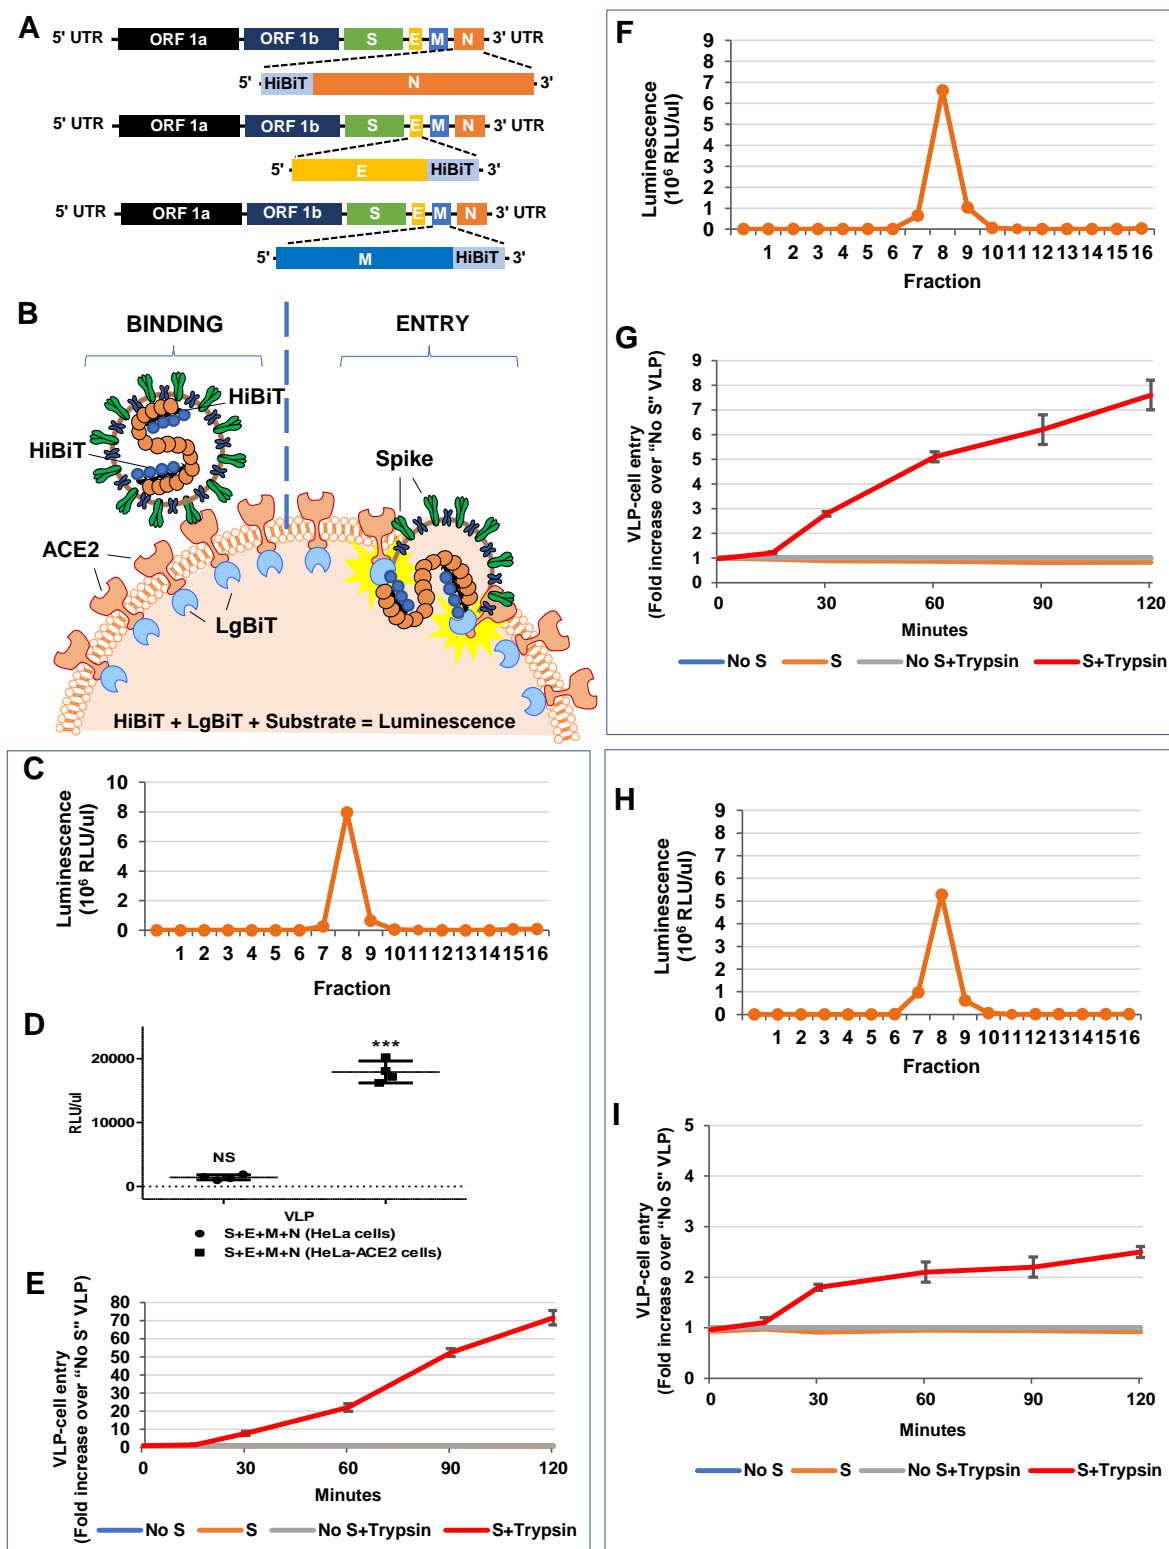 A
5' UTR ORF 1a ORF 1b S E M N 3' UTR
5' HiBiT N 3'
5' UTR ORF 1a ORF 1b S E M N 3' UTR
5' E HiBiT 3'
5' UTR ORF 1a ORF 1b S E M N 3' UTR
5' M HiBiT 3'
B
BINDING ENTRY
HiBiT
HiBiT
Spike
ACE2
LgBiT
HiBiT + LgBiT + Substrate = Luminescence
C
Luminescence
(10⁶ RLU/ul)
10
8
6
4
2
0
1 2 3 4 5 6 7 8 9 10 11 12 13 14 15 16
Fraction
D
RLU/ul
20000
10000
0
NS
***
VLP
S+E+M+N (HeLa cells)
S+E+M+N (HeLa-ACE2 cells)
E
VLP-cell entry
(Fold increase over “No S" VLP)
80
70
60
50
40
30
20
10
0
0 30 60 90 120
Minutes
No S S No S+Trypsin S+Trypsin
F
Luminescence
(10⁶ RLU/ul)
9
8
7
6
5
4
3
2
1
0
1 2 3 4 5 6 7 8 9 10 11 12 13 14 15 16
Fraction
G
VLP-cell entry
(Fold increase over “No S" VLP)
9
8
7
6
5
4
3
2
1
0
0 30 60 90 120
Minutes
No S S No S+Trypsin S+Trypsin
H
Luminescence
(10⁶ RLU/ul)
9
8
7
6
5
4
3
2
1
0
1 2 3 4 5 6 7 8 9 10 11 12 13 14 15 16
Fraction
I
VLP-cell entry
(Fold increase over “No S" VLP)
5
4
3
2
1
0
0 30 60 90 120
Minutes
No S S No S+Trypsin S+Trypsin